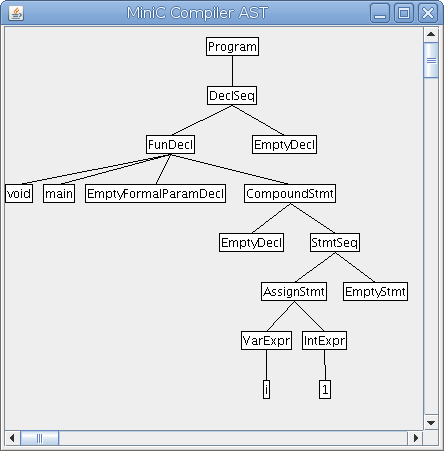 MiniC Compiler AST
Program
DeclSeq
FunDecl EmptyDecl
void main EmptyFormalParamDecl CompoundStmt
EmptyDecl StmtSeq
AssignStmt EmptyStmt
VarExpr IntExpr
i 1